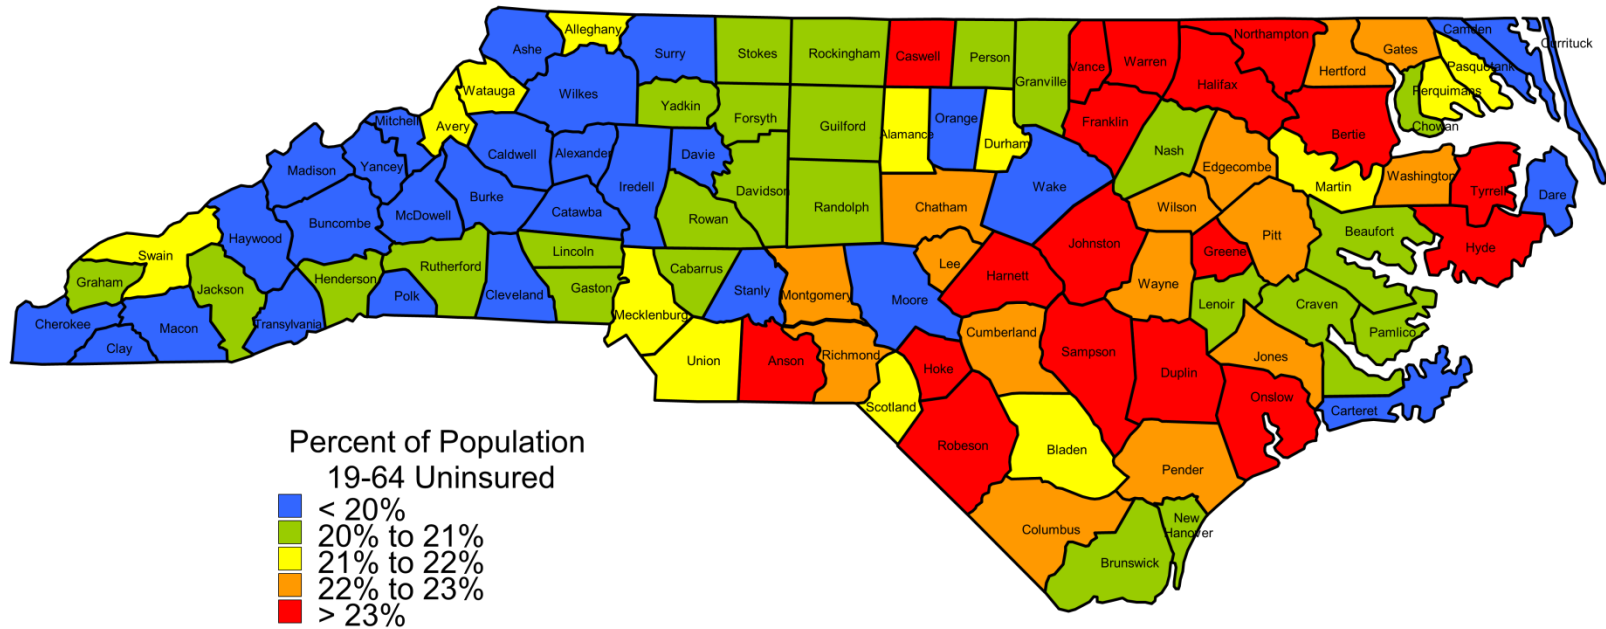 Alleghany
Ashe
Surry
Stokes
Rockingham
Caswell
Person
Granville
Vance
Warren
Northampton
Halifax
Hertford
Gates
Camden
Currituck
Pasquotank
Perquimans
Chowan
Watauga
Wilkes
Yadkin
Forsyth
Guilford
Alamance
Orange
Durham
Franklin
Nash
Edgecombe
Bertie
Mitchell
Avery
Caldwell
Alexander
Iredell
Davie
Davidson
Randolph
Chatham
Wake
Wilson
Martin
Washington
Tyrrell
Dare
Madison
Yancey
McDowell
Burke
Catawba
Rowan
Johnston
Greene
Pitt
Beaufort
Hyde
Buncombe
Haywood
Swain
Graham
Jackson
Henderson
Rutherford
Lincoln
Gaston
Cabarrus
Stanly
Montgomery
Moore
Lee
Harnett
Wayne
Lenoir
Craven
Pamlico
Cherokee
Clay
Macon
Transylvania
Polk
Cleveland
Mecklenburg
Union
Anson
Richmond
Hoke
Cumberland
Sampson
Duplin
Jones
Onslow
Carteret
Scotland
Robeson
Bladen
Pender
Columbus
Brunswick
New
Hanover
Percent of Population
19-64 Uninsured
< 20%
20% to 21%
21% to 22%
22% to 23%
> 23%